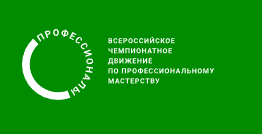 ПРОФЕССИОНАЛЫ
ВСЕРОССИЙСКОЕ
ЧЕМПИОНАТНОЕ
ДВИЖЕНИЕ
ПО ПРОФЕССИОНАЛЬНОМУ
МАСТЕРСТВУ